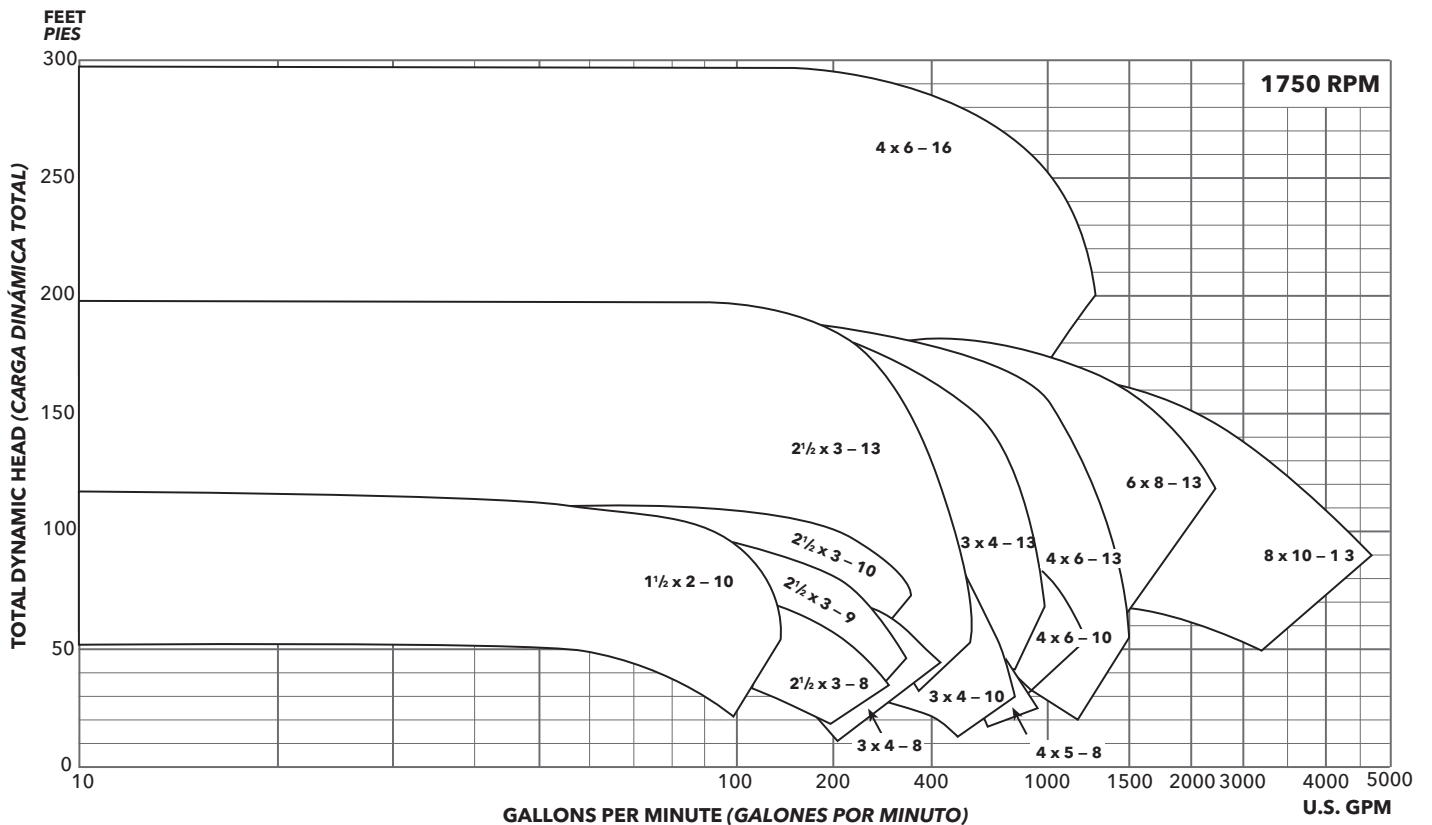 FEET
PIES
300
1750 RPM
4 x 6 – 16
250
200
150
2½ x 3 – 13
6 x 8 – 13
100
2½ x 3 – 10
3 x 4 – 13
4 x 6 – 13
8 x 10 – 1 3
1½ x 2 – 10
2½ x 3 – 9
50
4 x 6 – 10
2½ x 3 – 8
3 x 4 – 10
3 x 4 – 8
4 x 5 – 8
0
TOTAL DYNAMIC HEAD (CARGA DINÁMICA TOTAL)
10 100 200 400 1000 1500 2000 3000 4000 5000
GALLONS PER MINUTE (GALONES POR MINUTO)
U.S. GPM